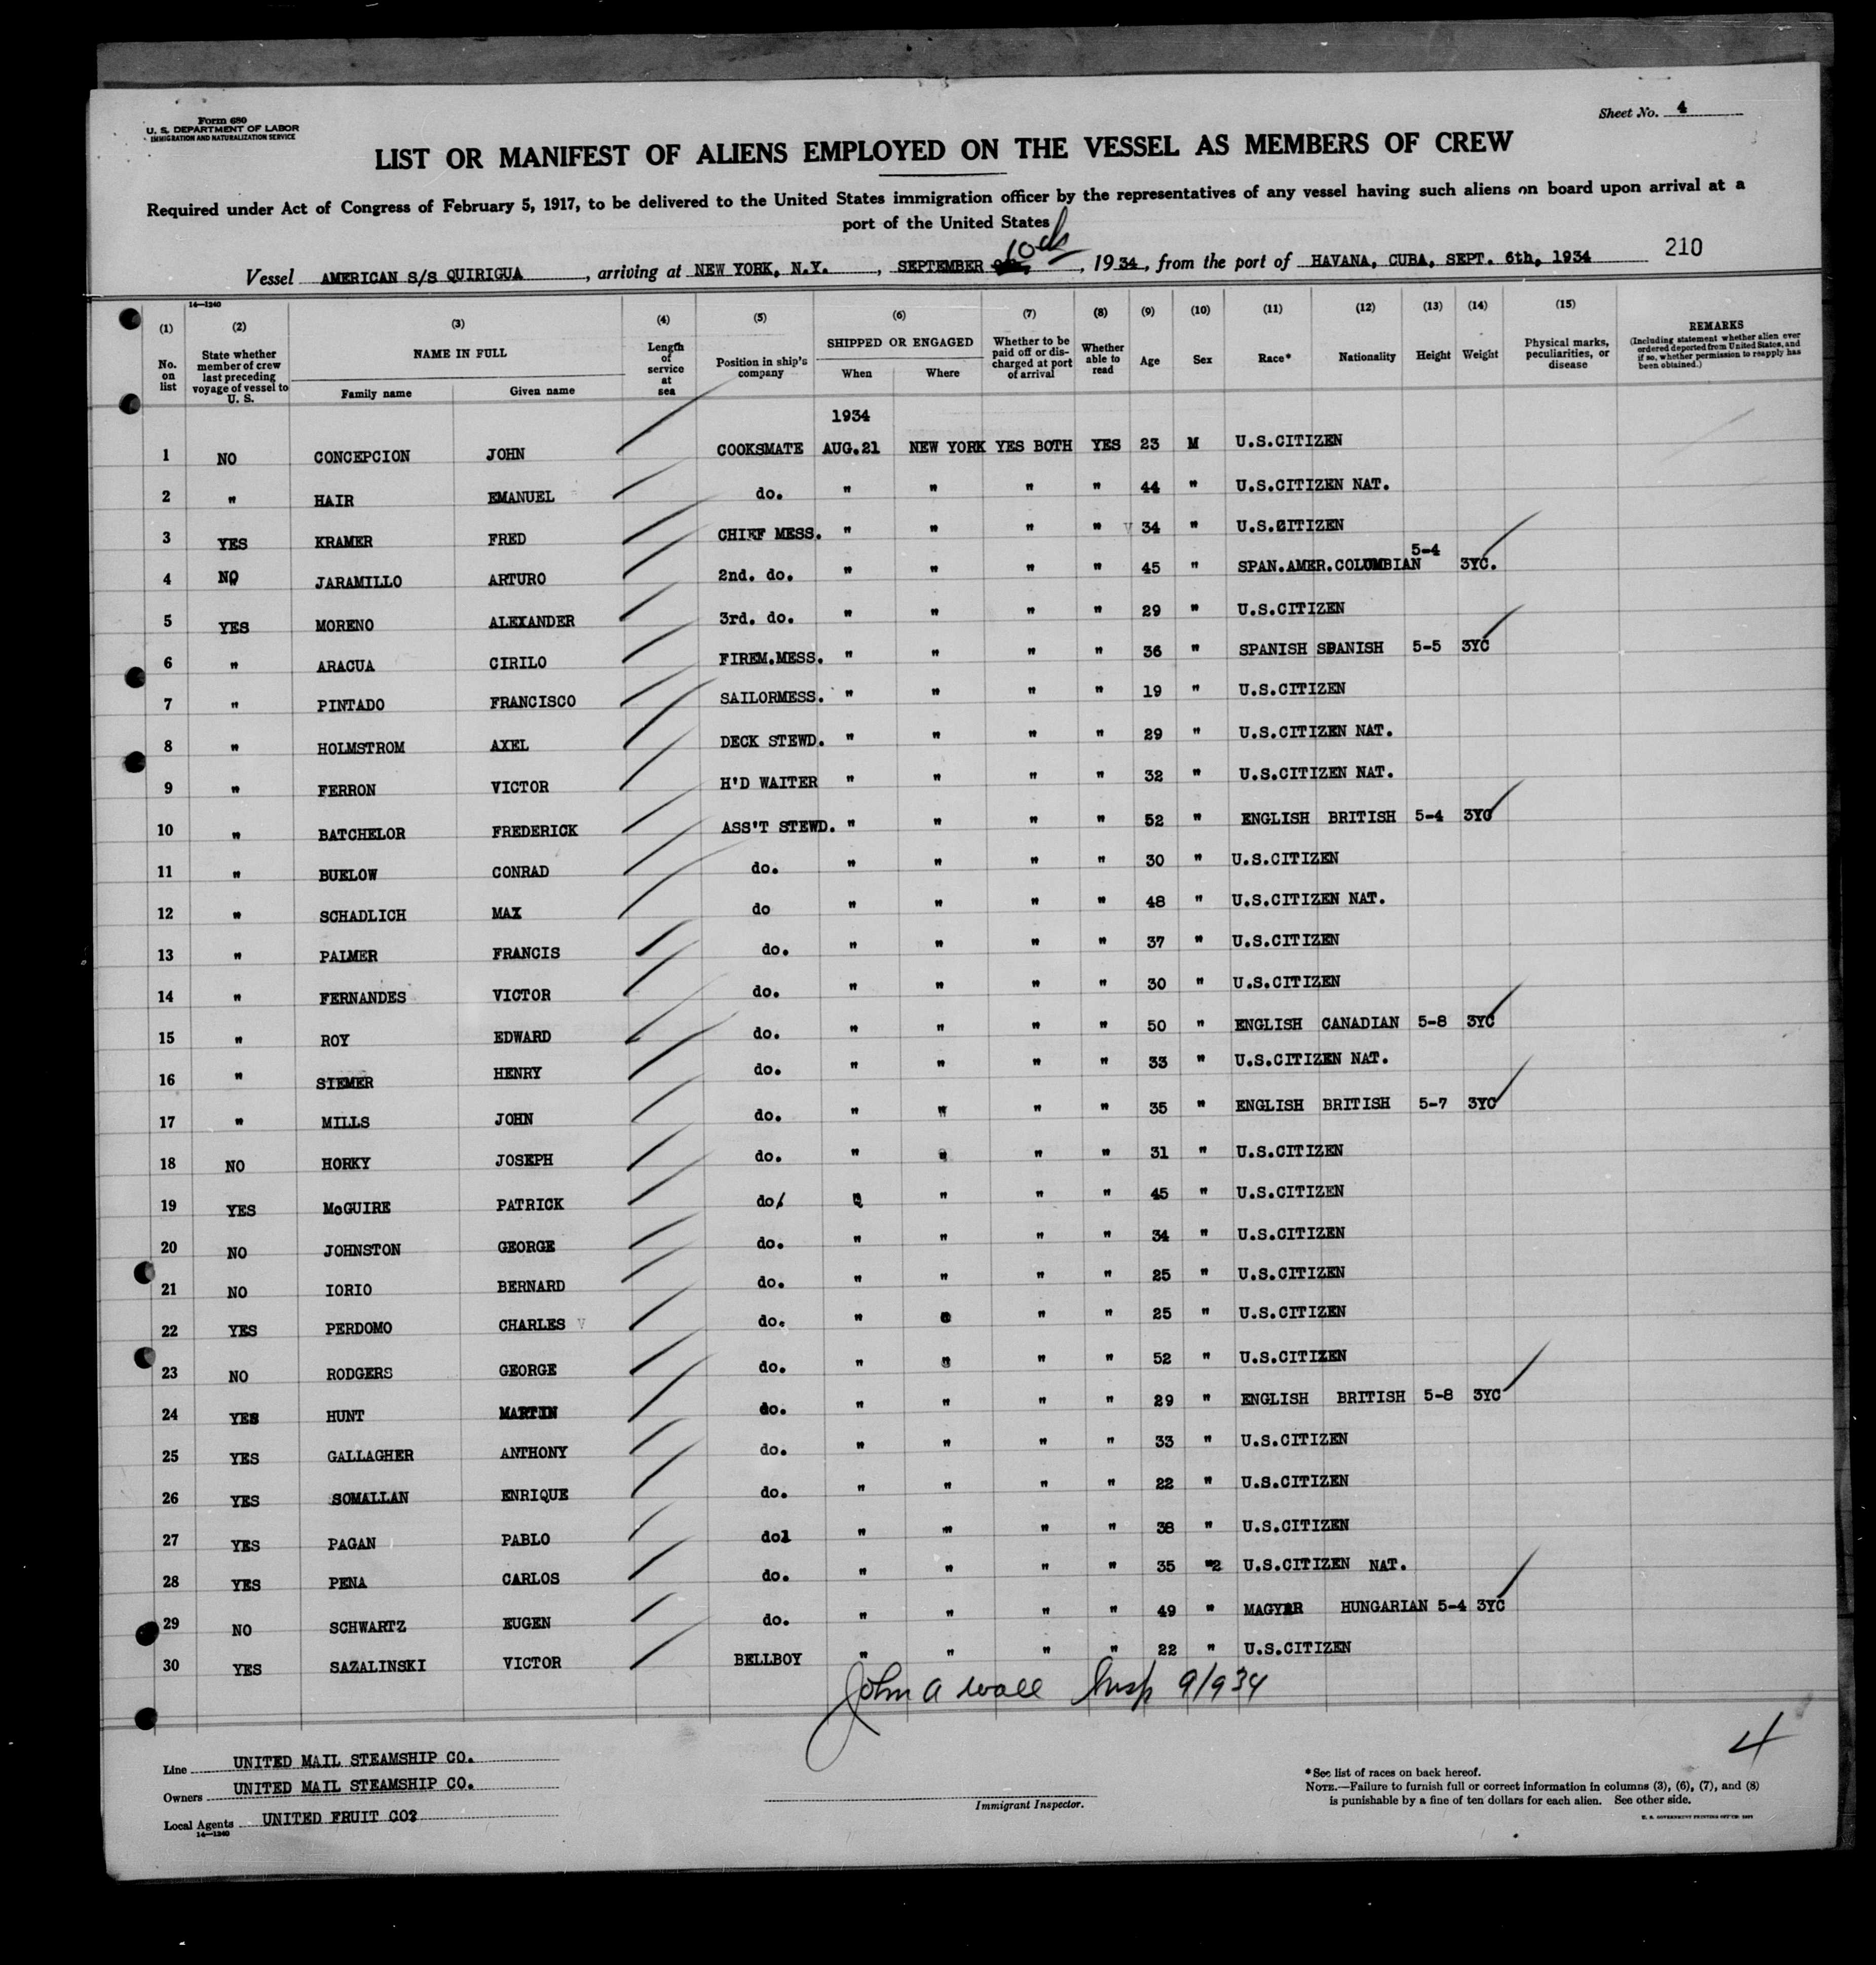 Form 680
U. S. DEPARTMENT OF LABOR
IMMIGRATION AND NATURALIZATION SERVICE
Sheet No. 4
LIST OR MANIFEST OF ALIENS EMPLOYED ON THE VESSEL AS MEMBERS OF CREW
Required under Act of Congress of February 5, 1917, to be delivered to the United States immigration officer by the representatives of any vessel having such aliens on board upon arrival at a
port of the United States
Vessel AMERICAN S/S QUIRIGUA, arriving at NEW YORK, N.Y., SEPTEMBER 10th, 1934, from the port of HAVANA, CUBA, SEPT. 6th, 1934 210
14—1240
(1) (2) (3) (4) (5) (6) (7) (8) (9) (10) (11) (12) (13) (14) (15)
No. on list State whether member of crew last preceding voyage of vessel to U. S. NAME IN FULL Family name Given name Length of service at sea Position in ship's company SHIPPED OR ENGAGED When Where Whether to be paid off or discharged at port of arrival Whether able to read Age Sex Race* Nationality Height Weight Physical marks, peculiarities, or disease REMARKS (Including statement whether alien ever ordered deported from United States, and if so, whether permission to reapply has been obtained.)
1934
1 NO CONCEPCION JOHN COOKSMATE AUG.21 NEW YORK YES BOTH YES 23 M U.S.CITIZEN
2 " HAIR EMANUEL do. " " " " 44 " U.S.CITIZEN NAT.
3 YES KRAMER FRED CHIEF MESS. " " " " 34 " U.S.CITIZEN
4 NO JARAMILLO ARTURO 2nd. do. " " " " 45 " SPAN.AMER.COLUMBIAN 5-4 3YC.
5 YES MORENO ALEXANDER 3rd. do. " " " " 29 " U.S.CITIZEN
6 " ARACUA CIRILO FIREM.MESS. " " " " 36 " SPANISH SPANISH 5-5 3YC
7 " PINTADO FRANCISCO SAILORMESS. " " " " 19 " U.S.CITIZEN
8 " HOLMSTROM AXEL DECK STEWD. " " " " 29 " U.S.CITIZEN NAT.
9 " FERRON VICTOR H'D WAITER " " " " 32 " U.S.CITIZEN NAT.
10 " BATCHELOR FREDERICK ASS'T STEWD. " " " " 52 " ENGLISH BRITISH 5-4 3YC
11 " BUELOW CONRAD do. " " " " 30 " U.S.CITIZEN
12 " SCHADLICH MAX do " " " " 48 " U.S.CITIZEN NAT.
13 " PALMER FRANCIS do. " " " " 37 " U.S.CITIZEN
14 " FERNANDES VICTOR do. " " " " 30 " U.S.CITIZEN
15 " ROY EDWARD do. " " " " 50 " ENGLISH CANADIAN 5-8 3YC
16 " SIEMER HENRY do. " " " " 33 " U.S.CITIZEN NAT.
17 " MILLS JOHN do. " " " " 35 " ENGLISH BRITISH 5-7 3YC
18 NO HORKY JOSEPH do. " " " " 31 " U.S.CITIZEN
19 YES McGUIRE PATRICK do/ " " " " 45 " U.S.CITIZEN
20 NO JOHNSTON GEORGE do. " " " " 34 " U.S.CITIZEN
21 NO IORIO BERNARD do. " " " " 25 " U.S.CITIZEN
22 YES PERDOMO CHARLES do. " " " " 25 " U.S.CITIZEN
23 NO RODGERS GEORGE do. " " " " 52 " U.S.CITIZEN
24 YES HUNT MARTIN do. " " " " 29 " ENGLISH BRITISH 5-8 3YC
25 YES GALLAGHER ANTHONY do. " " " " 33 " U.S.CITIZEN
26 YES SOMALLAN ENRIQUE do. " " " " 22 " U.S.CITIZEN
27 YES PAGAN PABLO do1 " " " " 38 " U.S.CITIZEN
28 YES PENA CARLOS do. " " " " 35 "2 U.S.CITIZEN NAT.
29 NO SCHWARTZ EUGEN do. " " " " 49 " MAGYAR HUNGARIAN 5-4 3YC
30 YES SAZALINSKI VICTOR BELLBOY " " " " 22 " U.S.CITIZEN
John A Wall Insp 9/9 34
4
Line UNITED MAIL STEAMSHIP CO.
Owners UNITED MAIL STEAMSHIP CO.
Local Agents UNITED FRUIT CO?
14—1240
Immigrant Inspector.
*See list of races on back hereof.
NOTE.—Failure to furnish full or correct information in columns (3), (6), (7), and (8)
is punishable by a fine of ten dollars for each alien. See other side.